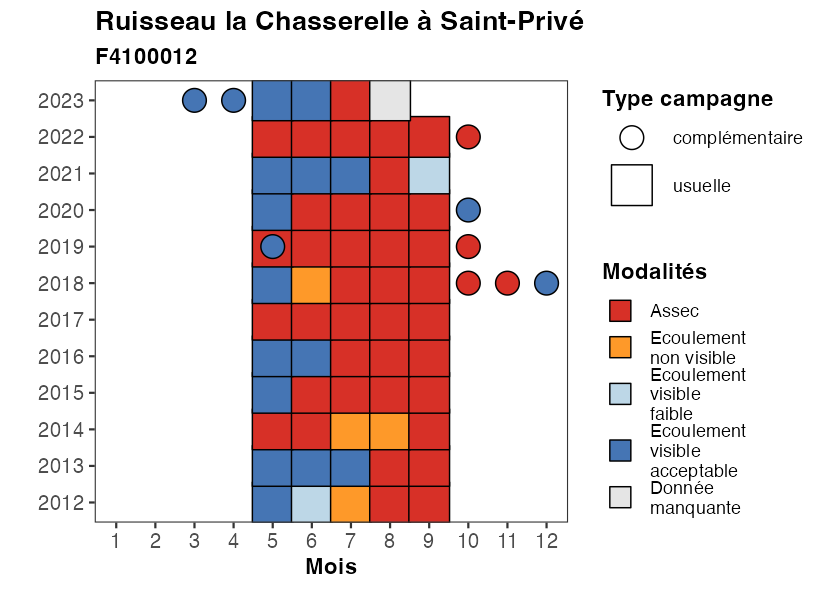 Ruisseau la Chasserelle à Saint-Privé
F4100012
2023
2022
2021
2020
2019
2018
2017
2016
2015
2014
2013
2012
1 2 3 4 5 6 7 8 9 10 11 12
Mois
Type campagne
complémentaire
usuelle
Modalités
Assec
Ecoulement
non visible
Ecoulement
visible
faible
Ecoulement
visible
acceptable
Donnée
manquante